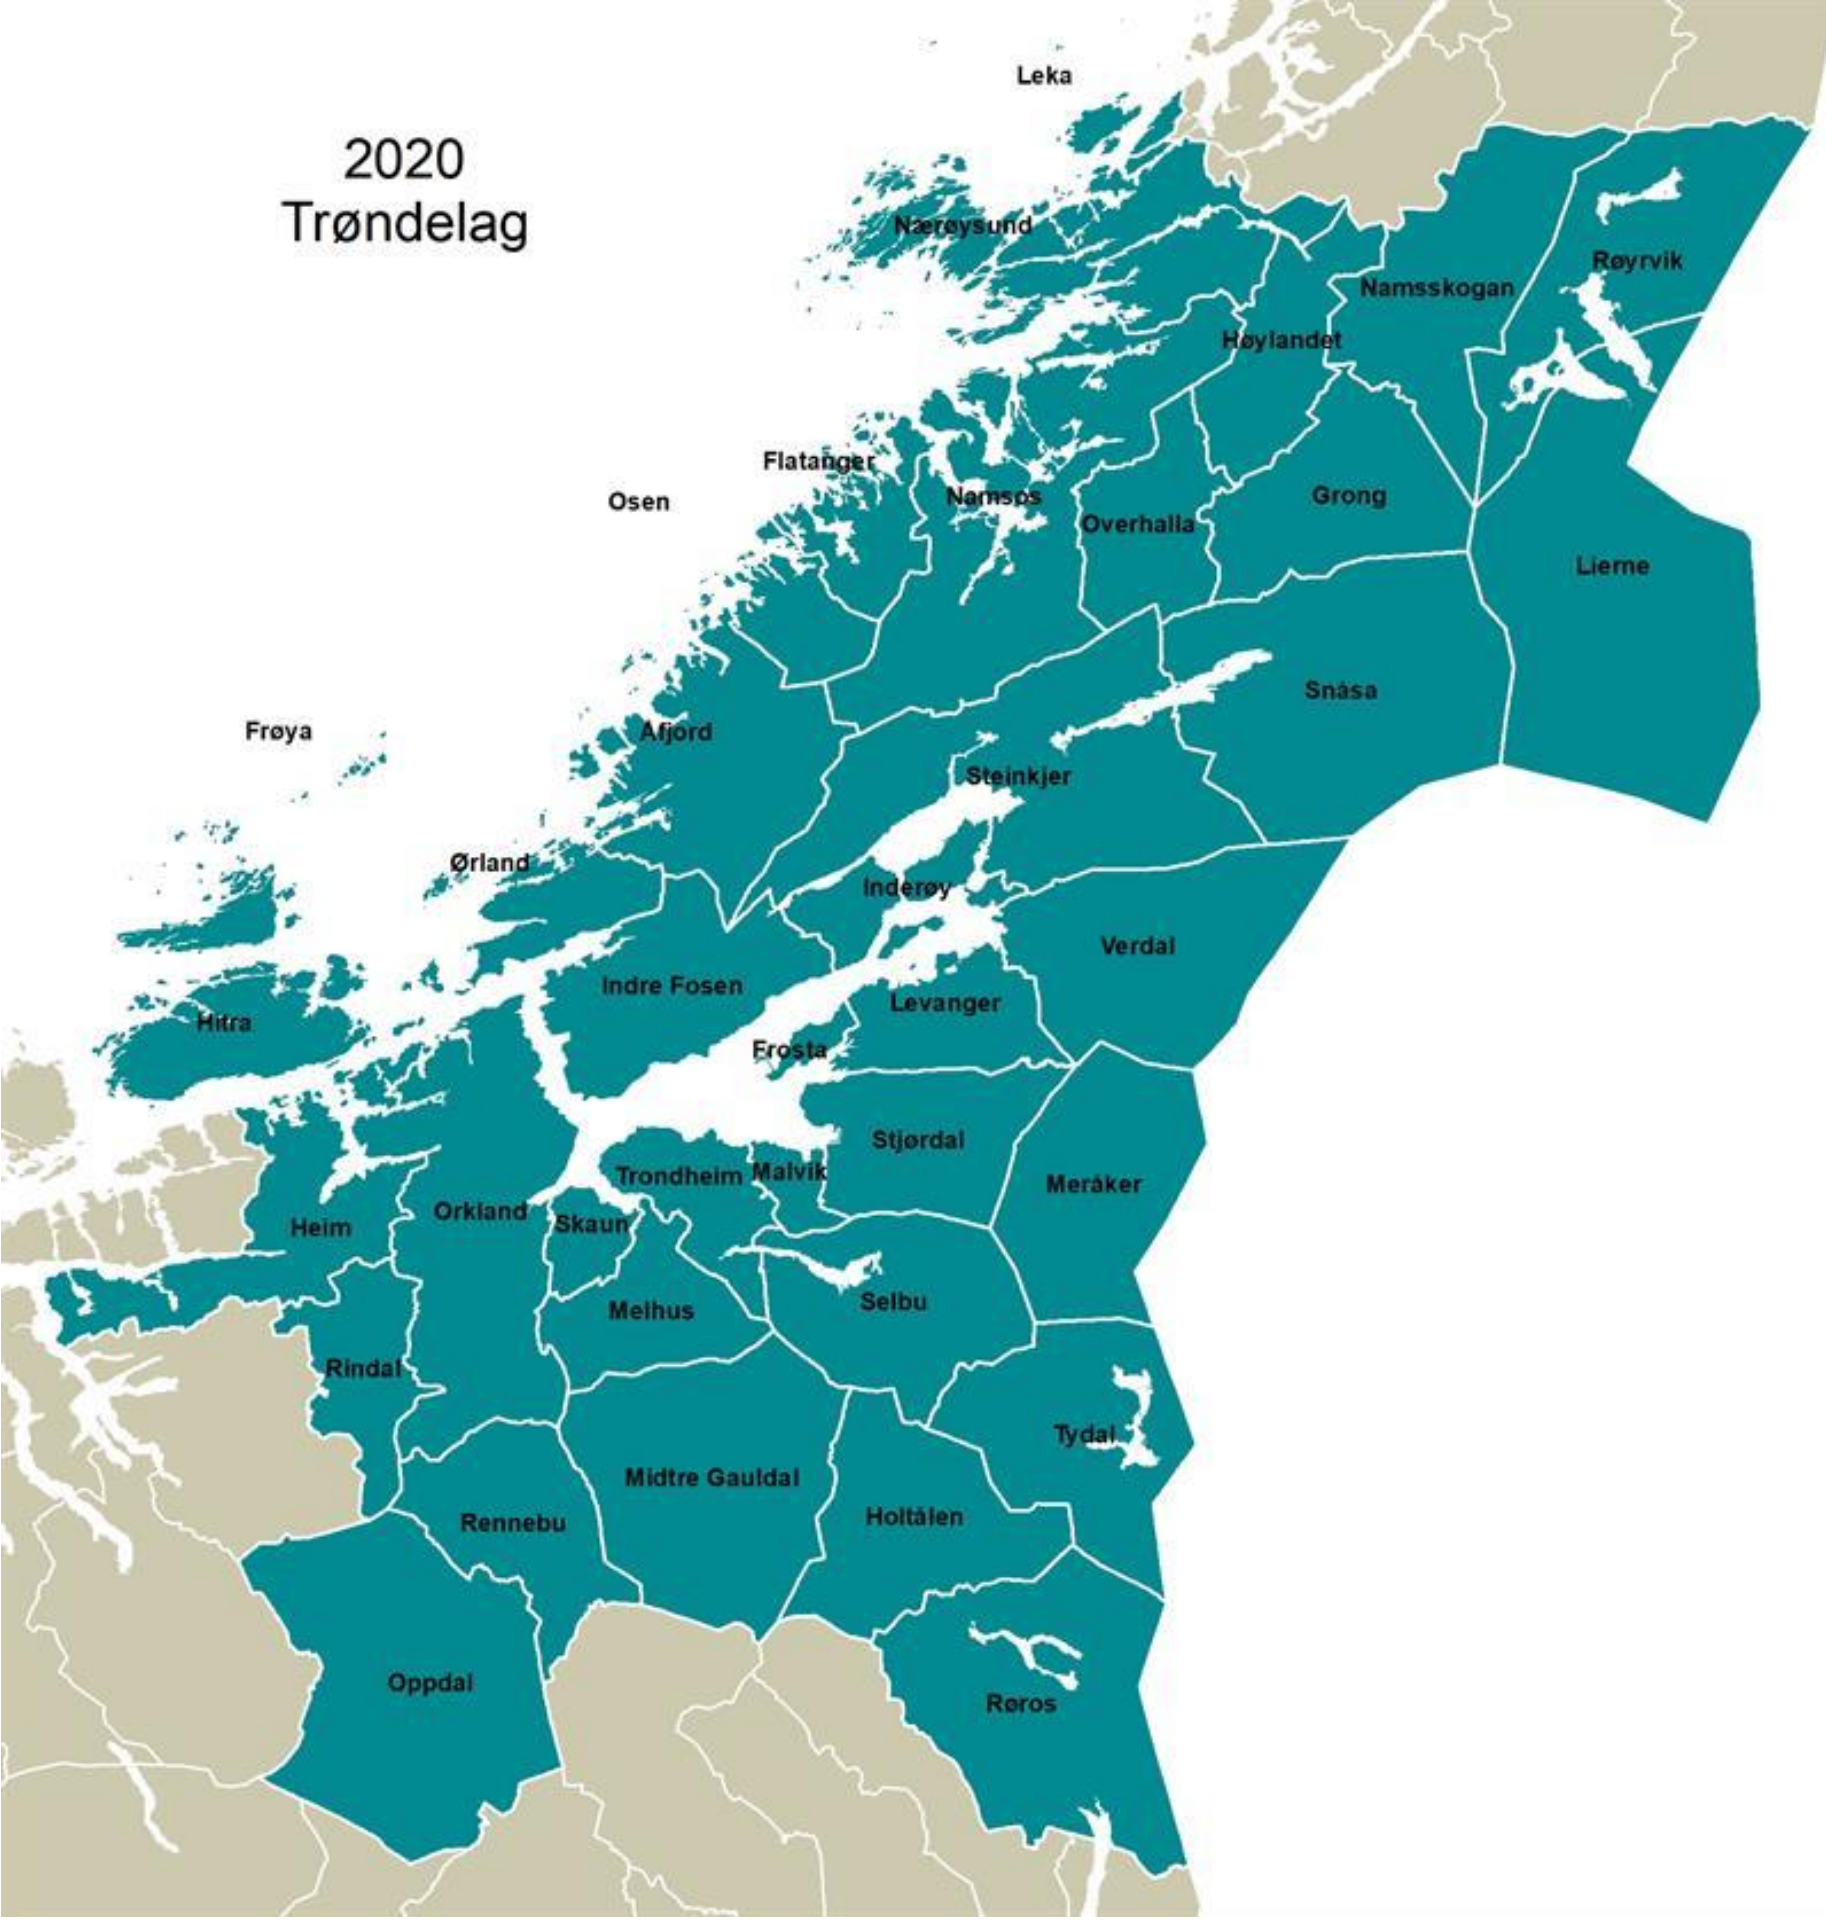 Leka
2020
Trøndelag
Nærøysund
Røyrvik
Namsskogan
Høylandet
Flatanger
Namsos
Grong
Osen
Overhalla
Lierne
Snåsa
Frøya
Åfjord
Steinkjer
Ørland
Inderøy
Verdal
Indre Fosen
Levanger
Hitra
Frosta
Stjørdal
Trondheim
Malvik
Meråker
Orkland
Skaun
Heim
Selbu
Melhus
Rindal
Tydal
Midtre Gauldal
Holtålen
Rennebu
Oppdal
Røros